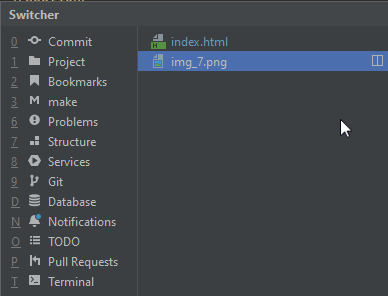 Switcher
0 Commit
1 Project
2 Bookmarks
3 make
6 Problems
7 Structure
8 Services
9 Git
D Database
N Notifications
O TODO
P Pull Requests
T Terminal
index.html
img_7.png